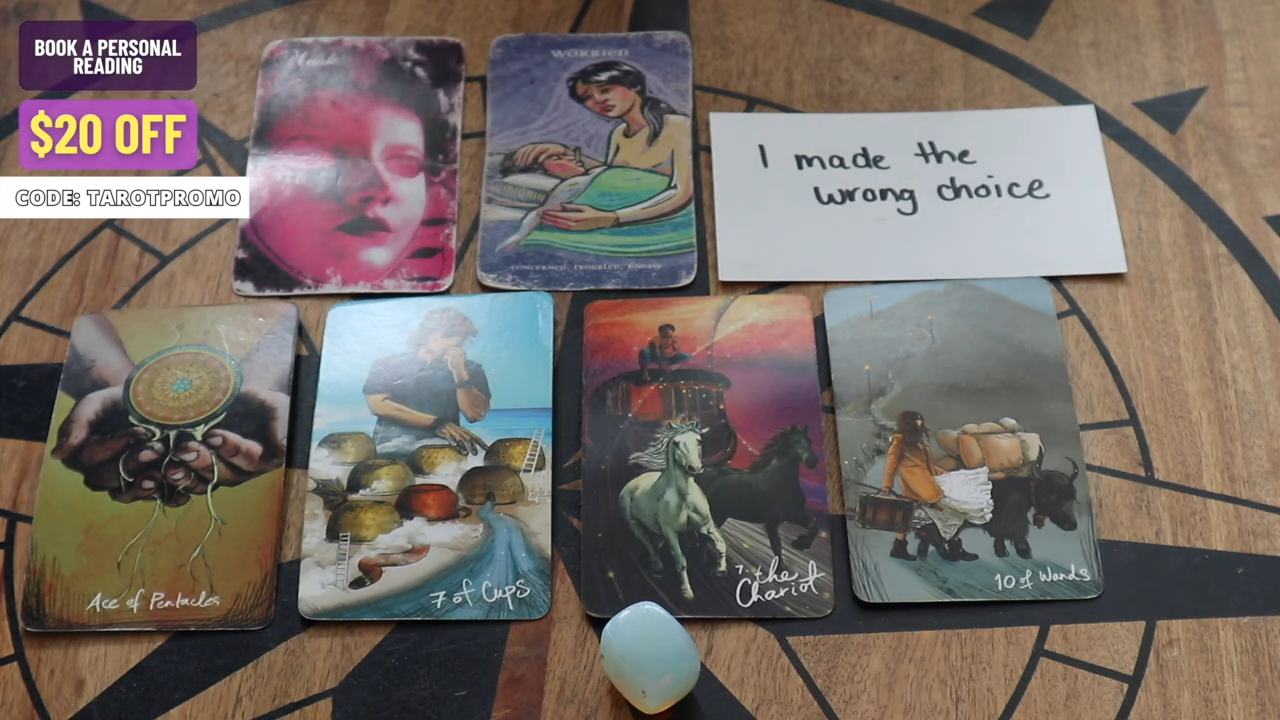 BOOK A PERSONAL
READING
$20 OFF
CODE: TAROTPROMO
Mask
WORRIED
CONCERNED, TROUBLED, UNEASY
I made the
wrong choice
Ace of Pentacles
7 of Cups
7. the
Chariot
10 of Wands